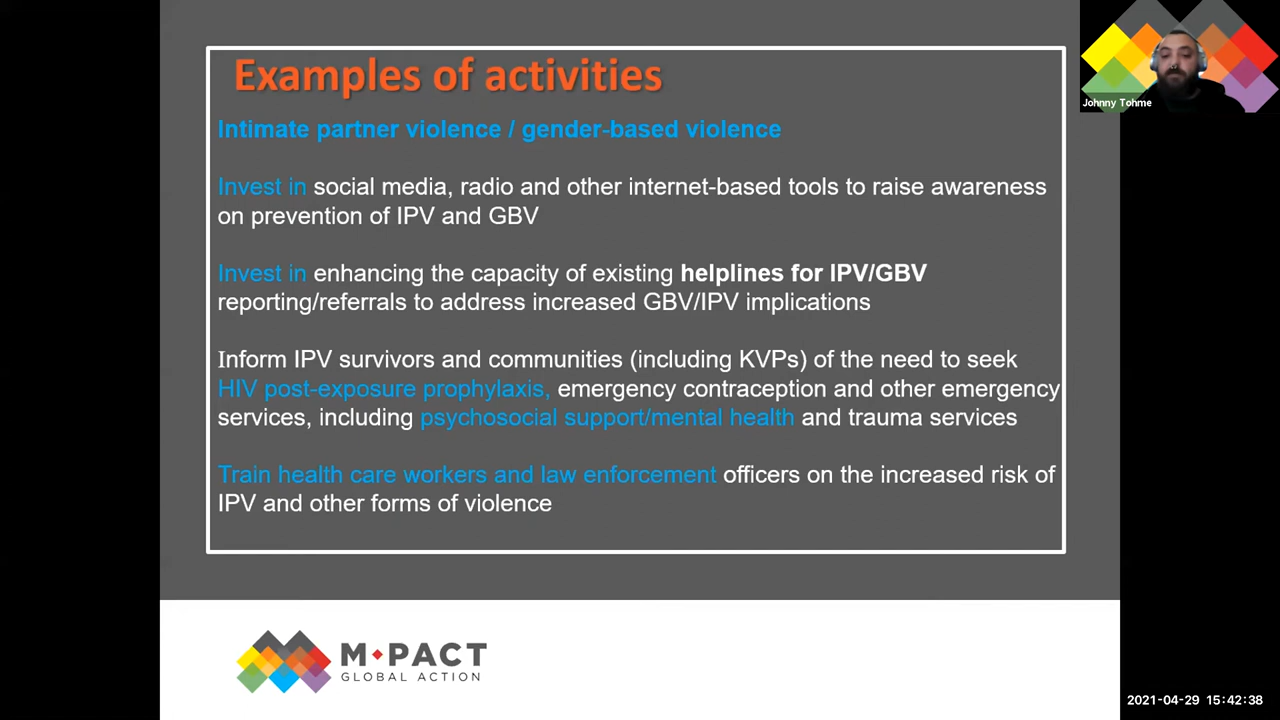 Examples of activities
Intimate partner violence / gender-based violence
Invest in social media, radio and other internet-based tools to raise awareness
on prevention of IPV and GBV
Invest in enhancing the capacity of existing helplines for IPV/GBV
reporting/referrals to address increased GBV/IPV implications
Inform IPV survivors and communities (including KVPs) of the need to seek
HIV post-exposure prophylaxis, emergency contraception and other emergency
services, including psychosocial support/mental health and trauma services
Train health care workers and law enforcement officers on the increased risk of
IPV and other forms of violence
M PACT
GLOBAL ACTION
Johnny Tohme
2021-04-29 15:42:38